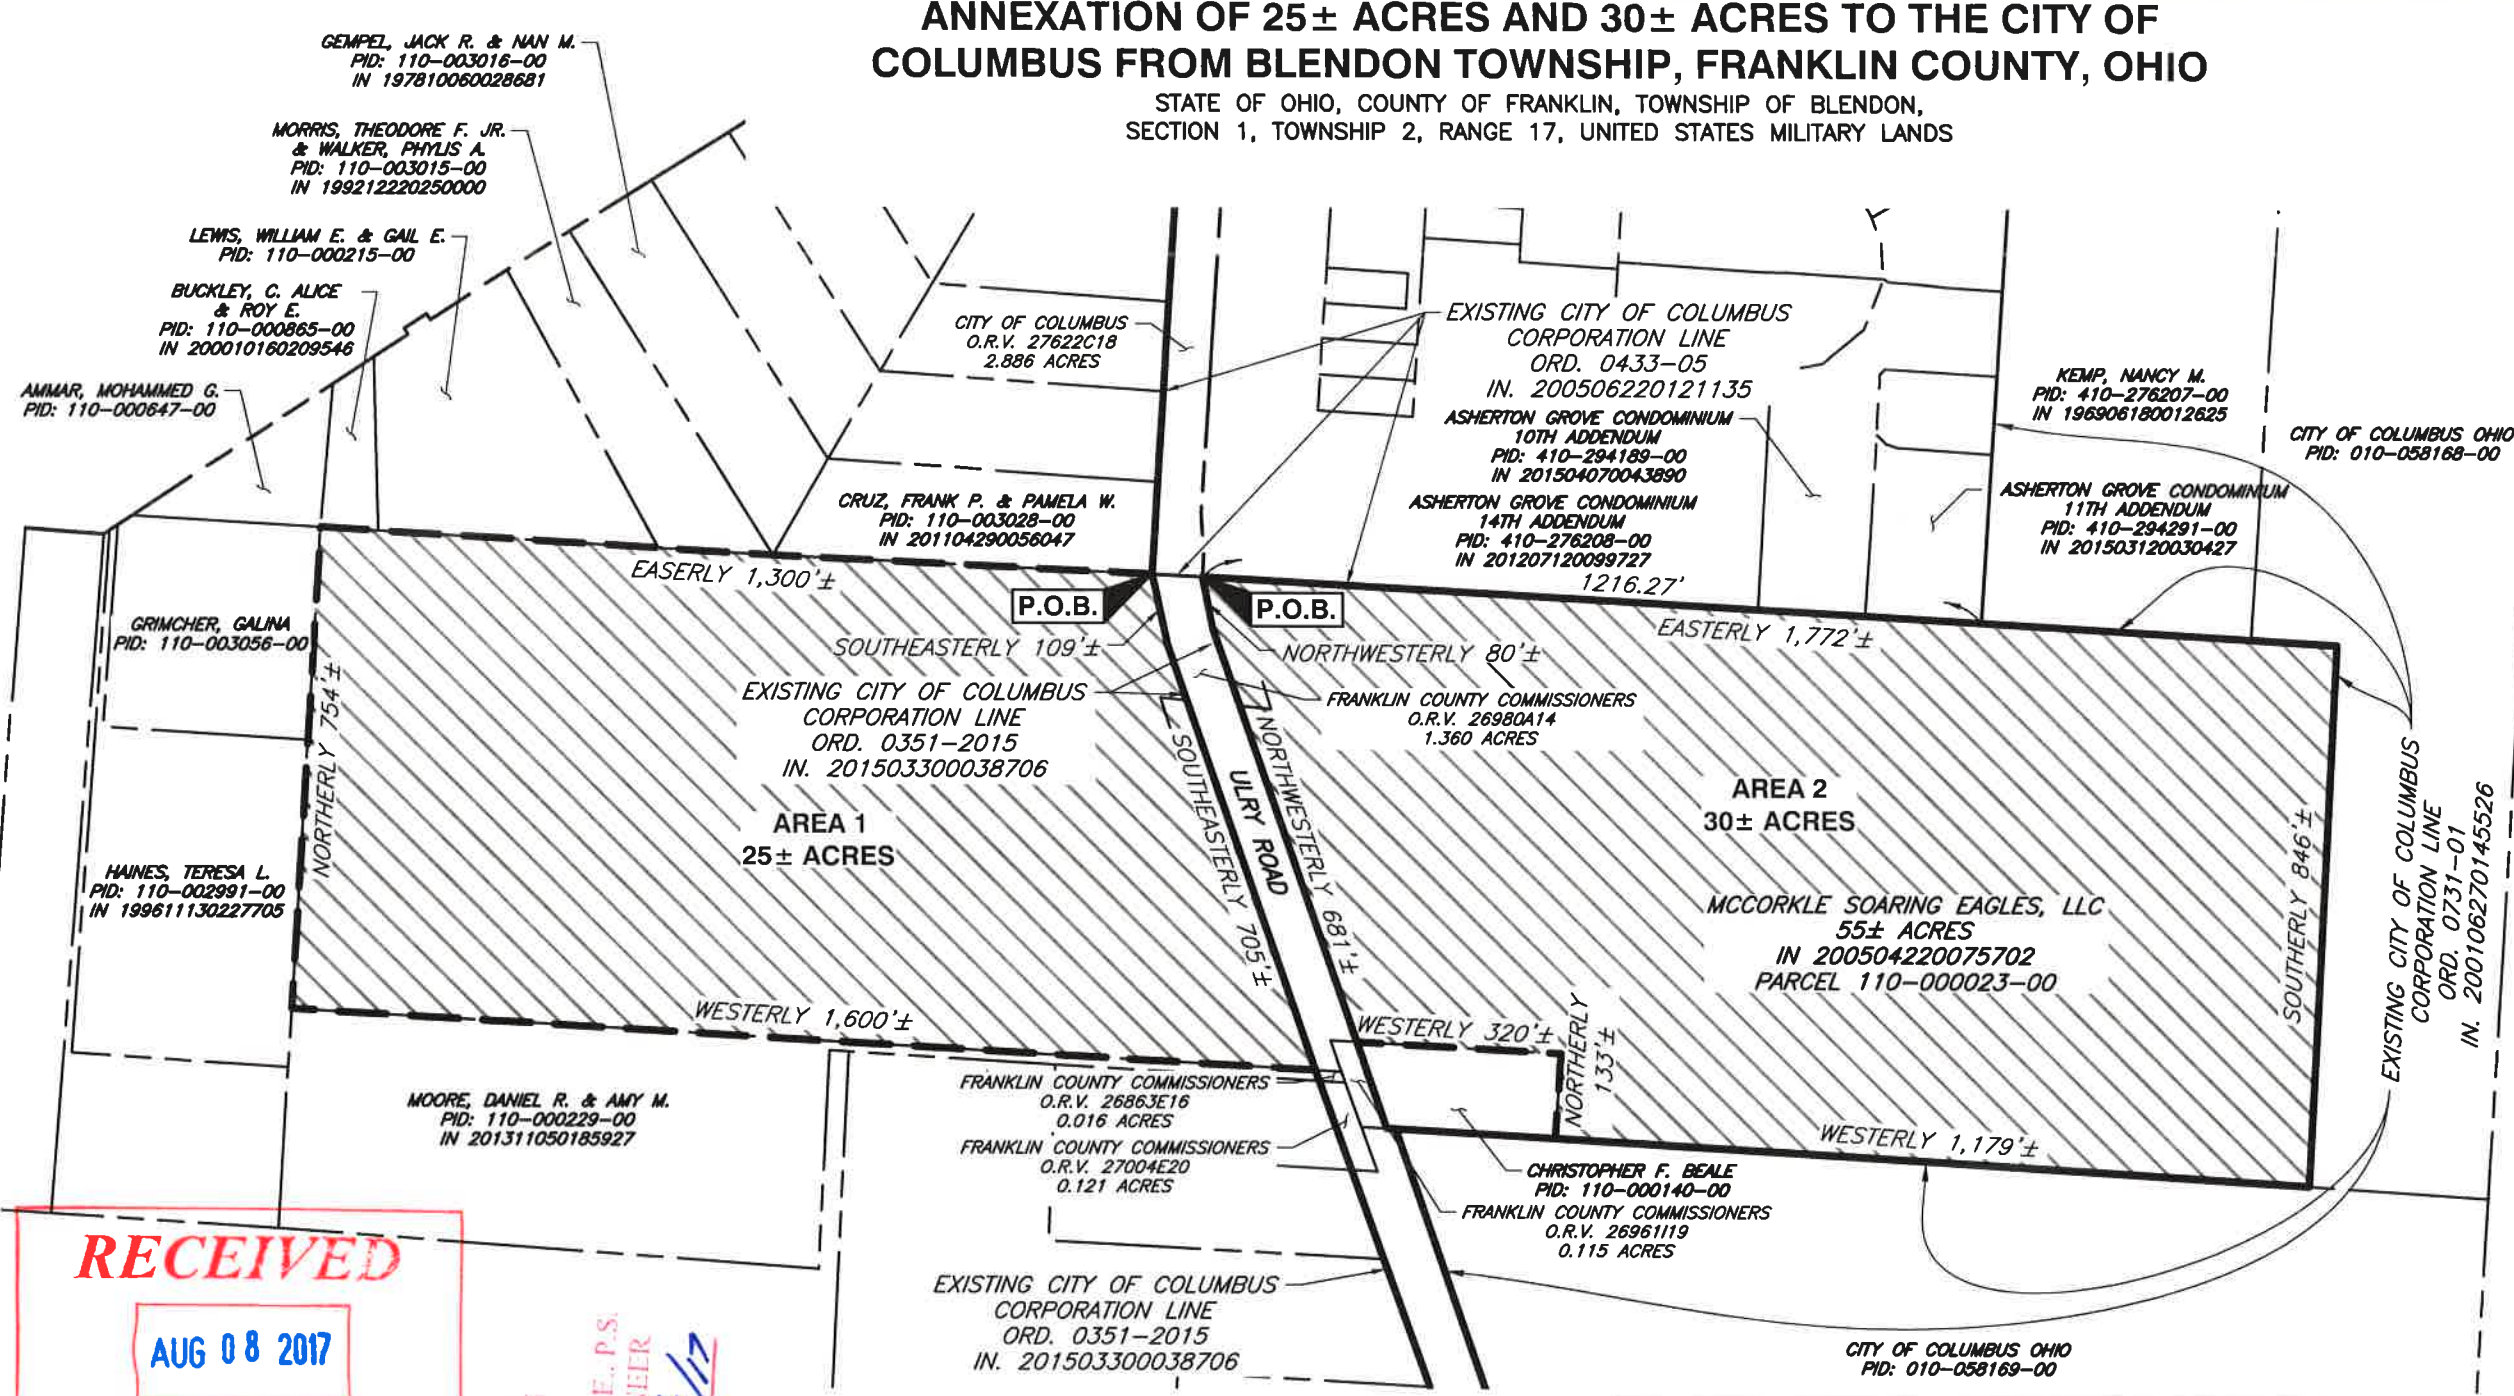 ANNEXATION OF 25± ACRES AND 30± ACRES TO THE CITY OF
COLUMBUS FROM BLENDON TOWNSHIP, FRANKLIN COUNTY, OHIO
STATE OF OHIO, COUNTY OF FRANKLIN, TOWNSHIP OF BLENDON,
SECTION 1, TOWNSHIP 2, RANGE 17, UNITED STATES MILITARY LANDS
GEMPEL, JACK R. & NAN M.
PID: 110-003016-00
IN 197810060028681
MORRIS, THEODORE F. JR.
& WALKER, PHYLIS A.
PID: 110-003015-00
IN 199212220250000
LEWIS, WILLIAM E. & GAIL E.
PID: 110-000215-00
BUCKLEY, C. ALICE
& ROY E.
PID: 110-000865-00
IN 200010160209546
AMMAR, MOHAMMED G.
PID: 110-000647-00
CITY OF COLUMBUS
O.R.V. 27622C18
2.886 ACRES
EXISTING CITY OF COLUMBUS
CORPORATION LINE
ORD. 0433-05
IN. 200506220121135
ASHERTON GROVE CONDOMINIUM
10TH ADDENDUM
PID: 410-294189-00
IN 201504070043890
ASHERTON GROVE CONDOMINIUM
14TH ADDENDUM
PID: 410-276208-00
IN 201207120099727
1216.27'
KEMP, NANCY M.
PID: 410-276207-00
IN 196906180012625
CITY OF COLUMBUS OHIO
PID: 010-058168-00
ASHERTON GROVE CONDOMINIUM
11TH ADDENDUM
PID: 410-294291-00
IN 201503120030427
CRUZ, FRANK P. & PAMELA W.
PID: 110-003028-00
IN 201104290056047
EASERLY 1,300'±
P.O.B.
P.O.B.
EASTERLY 1,772'±
GRIMCHER, GALINA
PID: 110-003056-00
NORTHERLY 754'±
SOUTHEASTERLY 109'±
NORTHWESTERLY 80'±
EXISTING CITY OF COLUMBUS
CORPORATION LINE
ORD. 0351-2015
IN. 201503300038706
FRANKLIN COUNTY COMMISSIONERS
O.R.V. 26980A14
1.360 ACRES
SOUTHEASTERLY 705'±
ULRY ROAD
NORTHWESTERLY 681'±
AREA 1
25± ACRES
AREA 2
30± ACRES
HAINES, TERESA L.
PID: 110-002991-00
IN 199611130227705
MCCORKLE SOARING EAGLES, LLC
55± ACRES
IN 200504220075702
PARCEL 110-000023-00
SOUTHERLY 846'±
EXISTING CITY OF COLUMBUS
CORPORATION LINE
ORD. 0731-01
IN. 200106270145526
WESTERLY 1,600'±
WESTERLY 320'±
NORTHERLY
133'±
WESTERLY 1,179'±
MOORE, DANIEL R. & AMY M.
PID: 110-000229-00
IN 201311050185927
FRANKLIN COUNTY COMMISSIONERS
O.R.V. 26863E16
0.016 ACRES
FRANKLIN COUNTY COMMISSIONERS
O.R.V. 27004E20
0.121 ACRES
CHRISTOPHER F. BEALE
PID: 110-000140-00
FRANKLIN COUNTY COMMISSIONERS
O.R.V. 26961I19
0.115 ACRES
EXISTING CITY OF COLUMBUS
CORPORATION LINE
ORD. 0351-2015
IN. 201503300038706
CITY OF COLUMBUS OHIO
PID: 010-058169-00
RECEIVED
AUG 08 2017